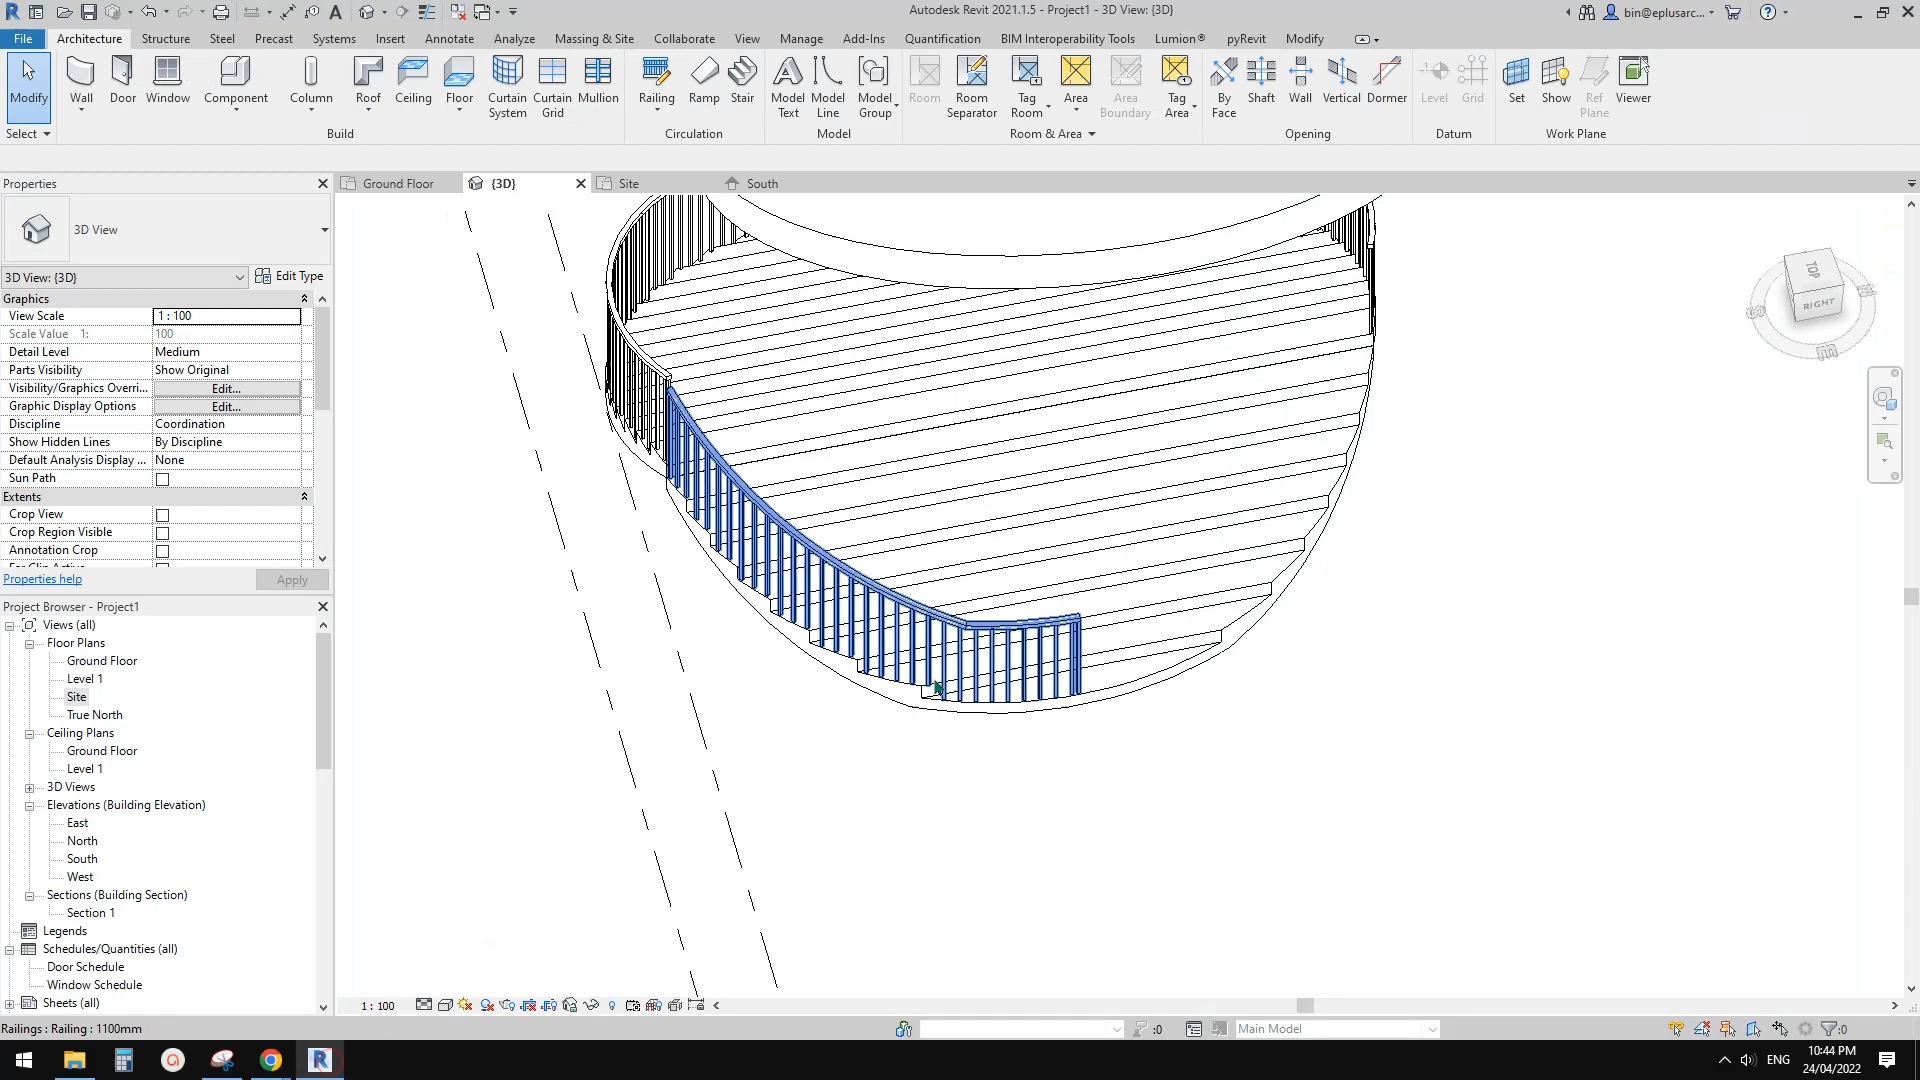 Autodesk Revit 2021.1.5 - Project1 - 3D View: {3D}
bin@eplusarc...
File Architecture Structure Steel Precast Systems Insert Annotate Analyze Massing & Site Collaborate View Manage Add-Ins Quantification BIM Interoperability Tools Lumion® pyRevit Modify
Modify Wall Door Window Component Column Roof Ceiling Floor Curtain System Curtain Grid Mullion Railing Ramp Stair Model Text Model Line Model Group Room Room Separator Tag Room Area Area Boundary Tag Area By Face Shaft Wall Vertical Dormer Level Grid Set Show Ref Plane Viewer
Select Build Circulation Model Room & Area Opening Datum Work Plane
Properties
Ground Floor {3D} Site South
3D View
3D View: {3D} Edit Type
Graphics
View Scale 1 : 100
Scale Value 1: 100
Detail Level Medium
Parts Visibility Show Original
Visibility/Graphics Overri... Edit...
Graphic Display Options Edit...
Discipline Coordination
Show Hidden Lines By Discipline
Default Analysis Display ... None
Sun Path
Extents
Crop View
Crop Region Visible
Annotation Crop
Properties help Apply
TOP
RIGHT
Project Browser - Project1
Views (all)
Floor Plans
Ground Floor
Level 1
Site
True North
Ceiling Plans
Ground Floor
Level 1
3D Views
Elevations (Building Elevation)
East
North
South
West
Sections (Building Section)
Section 1
Legends
Schedules/Quantities (all)
Door Schedule
Window Schedule
Sheets (all)
1 : 100
Railings : Railing : 1100mm
:0 Main Model :0
ENG
10:44 PM
24/04/2022